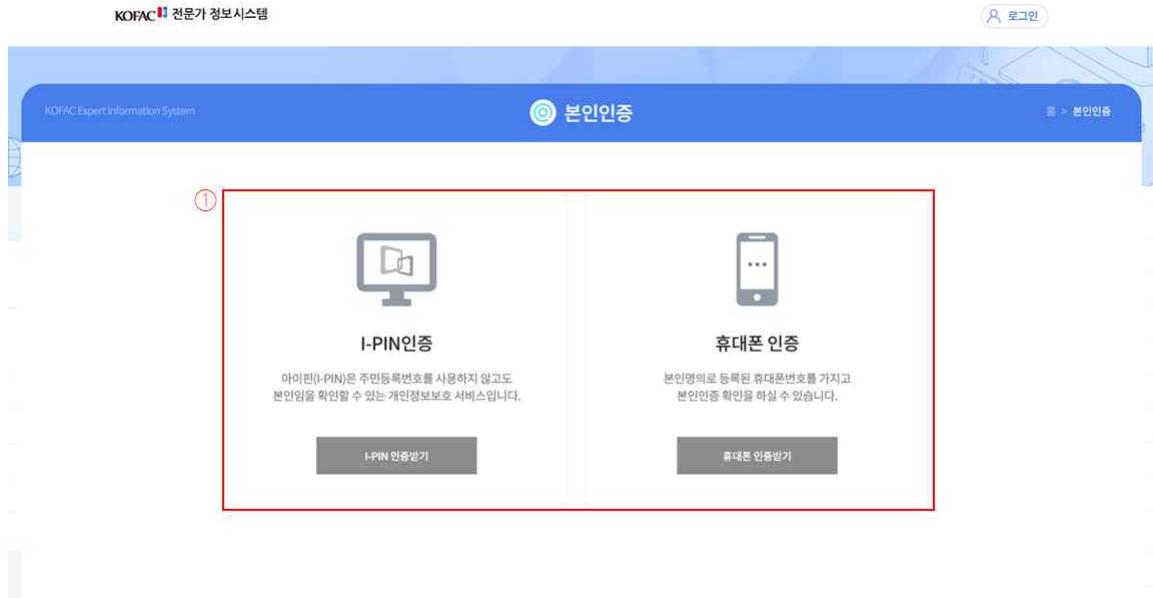 KOFAC 전문가 정보시스템
로그인
KOFAC Expert Information System
본인인증
홈 > 본인인증
①
I-PIN인증
아이핀(I-PIN)은 주민등록번호를 사용하지 않고도
본인임을 확인할 수 있는 개인정보보호 서비스입니다.
I-PIN 인증받기
휴대폰 인증
본인명의로 등록된 휴대폰번호를 가지고
본인인증 확인을 하실 수 있습니다.
휴대폰 인증받기